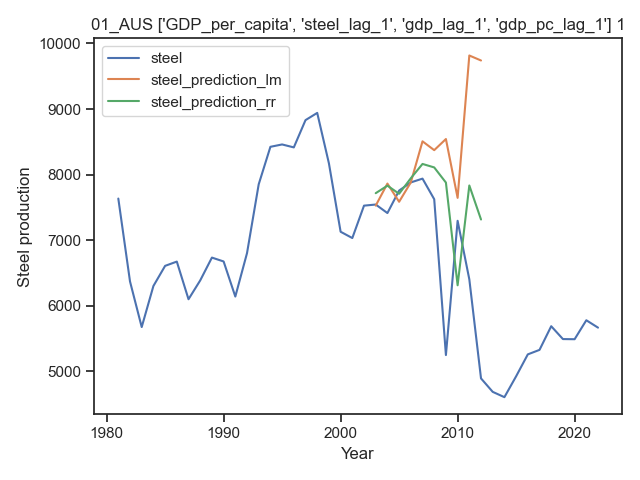 01_AUS ['GDP_per_capita', 'steel_lag_1', 'gdp_lag_1', 'gdp_pc_lag_1'] 1
steel
steel_prediction_lm
steel_prediction_rr
10000
9000
8000
7000
6000
5000
Steel production
1980
1990
2000
2010
2020
Year